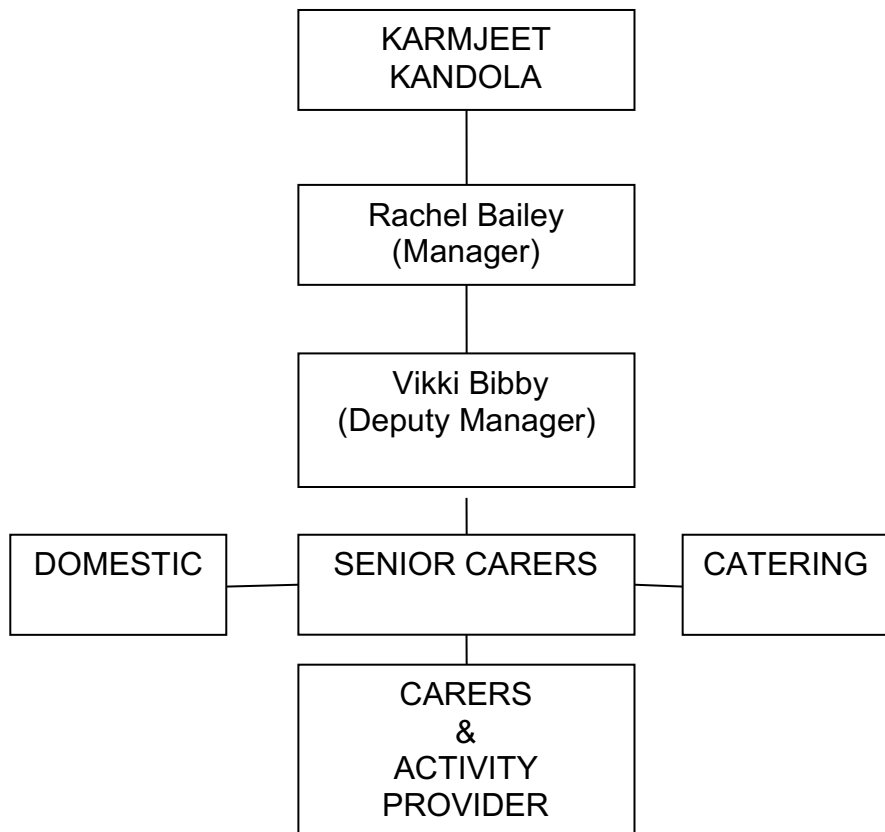 KARMJEET
KANDOLA
Rachel Bailey
(Manager)
Vikki Bibby
(Deputy Manager)
DOMESTIC
SENIOR CARERS
CATERING
CARERS
&
ACTIVITY
PROVIDER